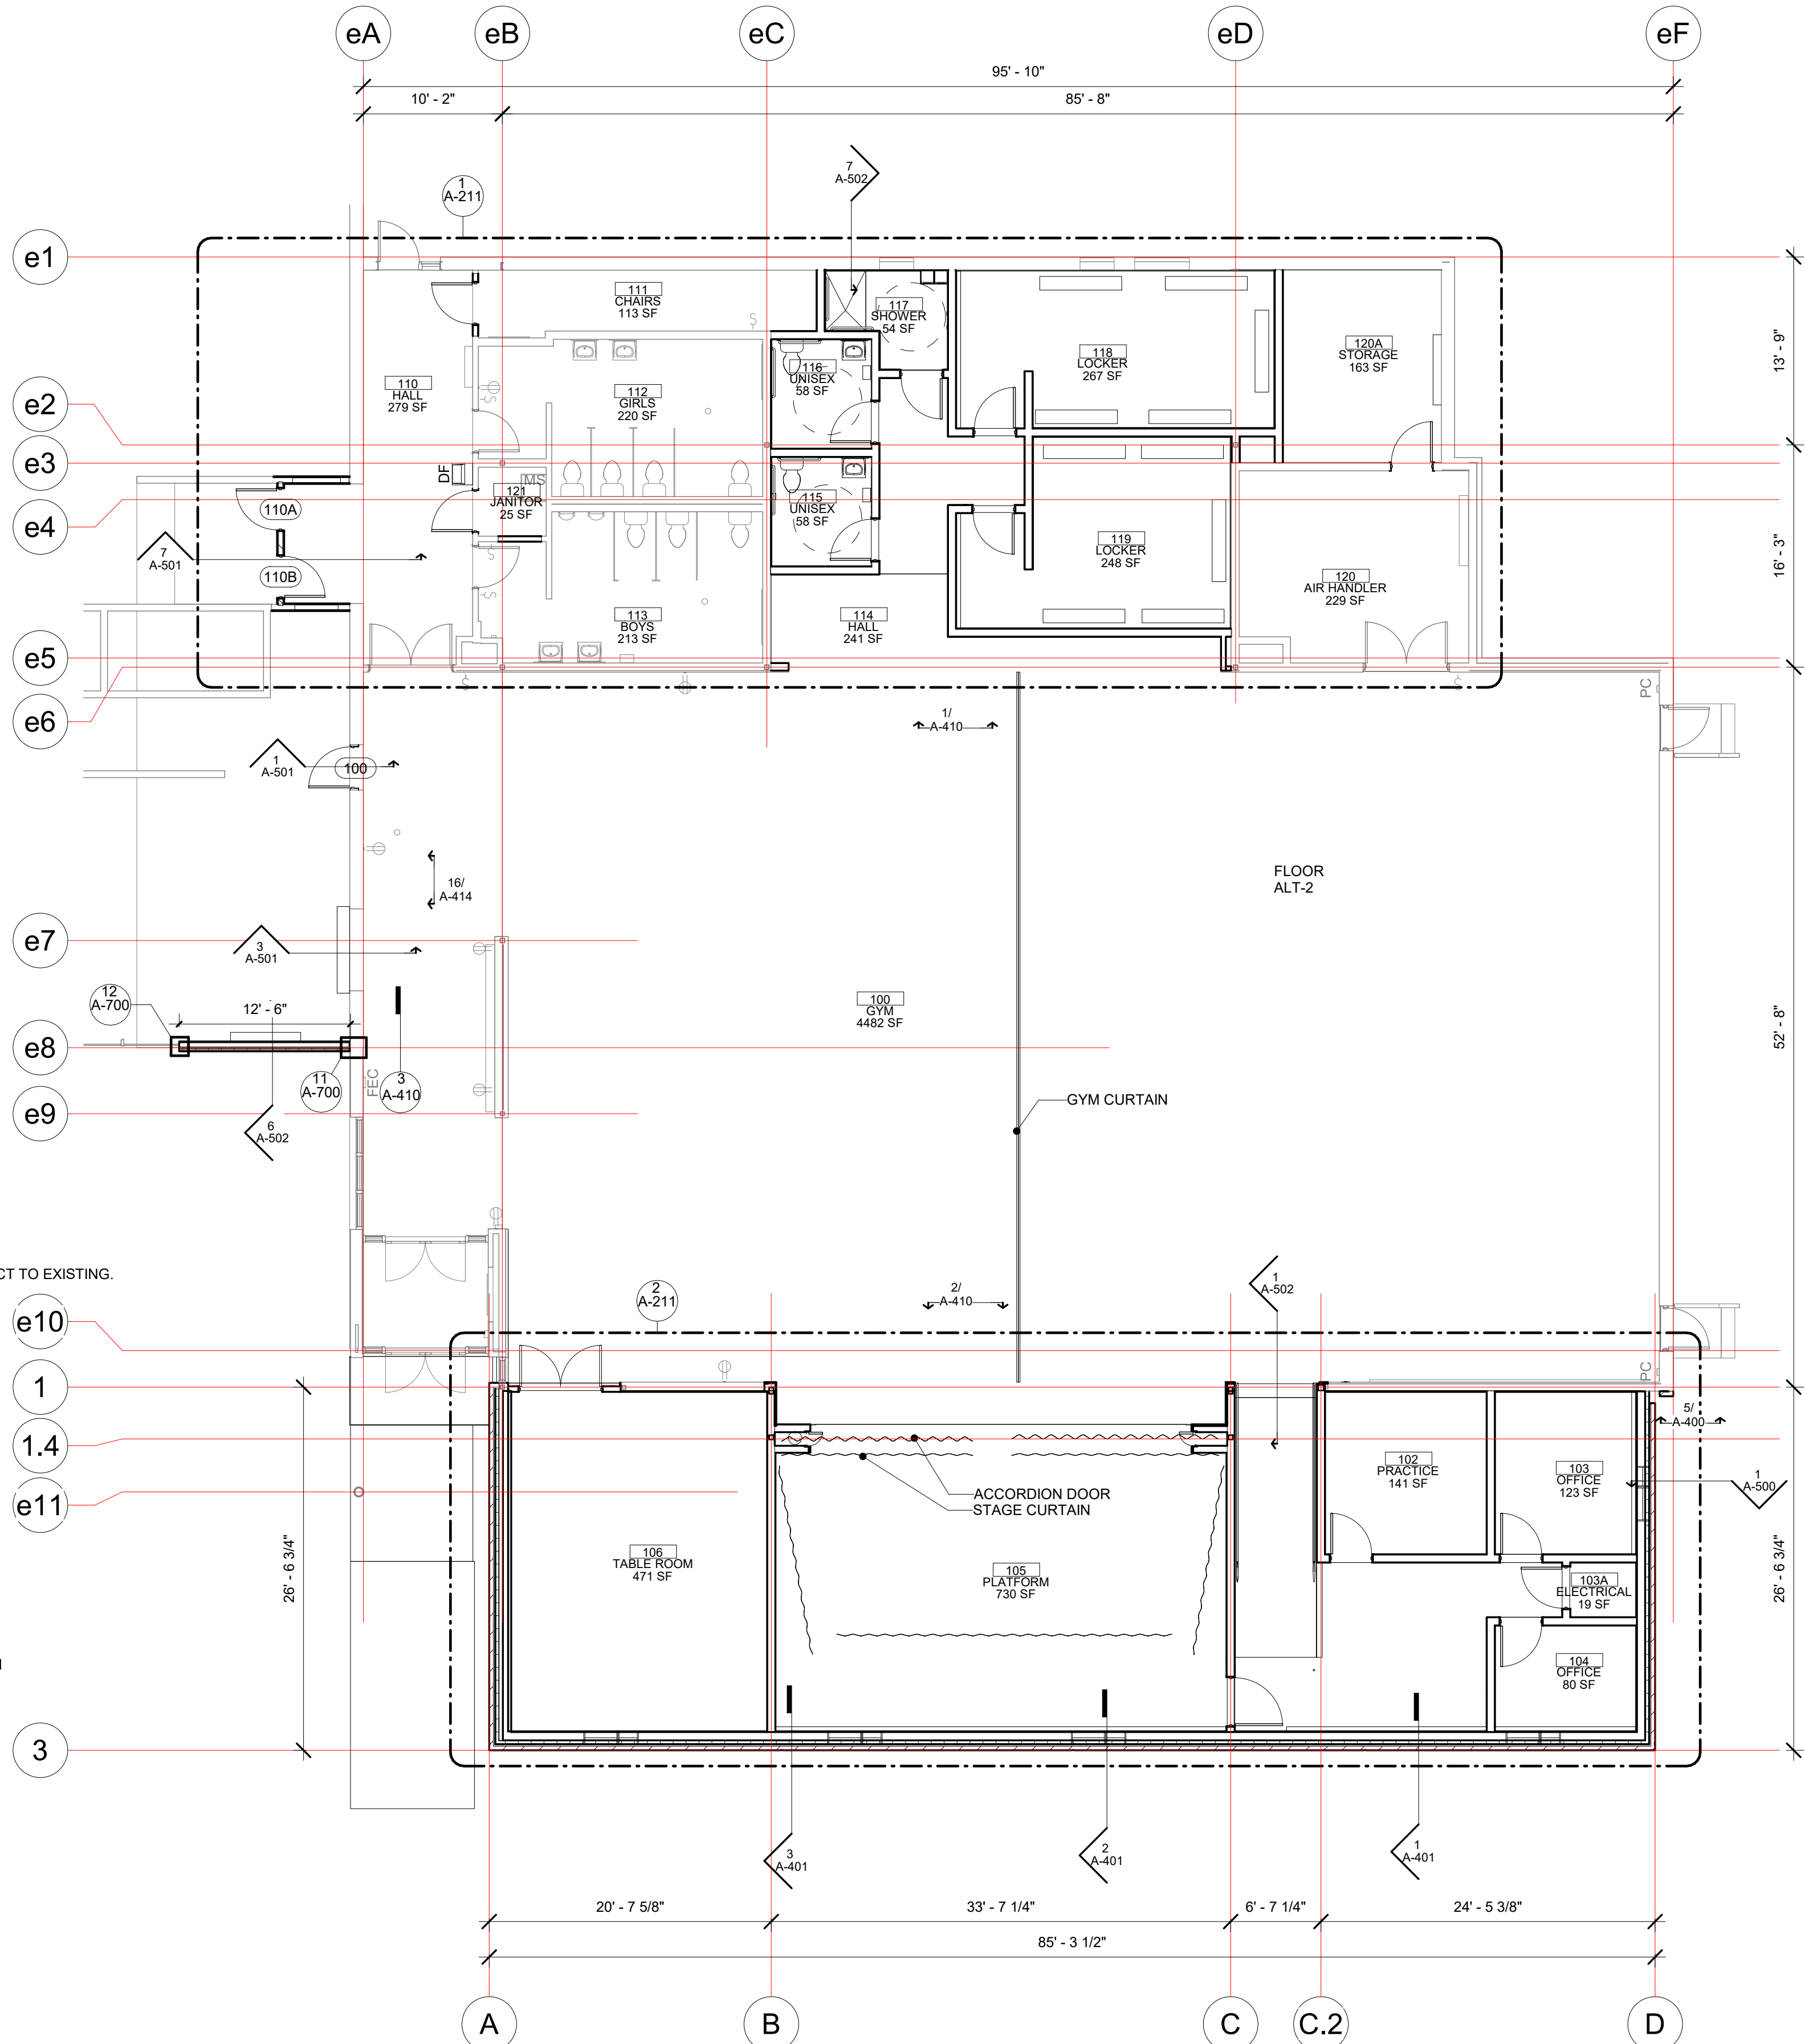 eA
eB
eC
eD
eF
95' - 10"
10' - 2"
85' - 8"
7
A-502
1
A-211
e1
111
CHAIRS
113 SF
117
SHOWER
54 SF
S
13' - 9"
110
HALL
279 SF
112
GIRLS
220 SF
116
UNISEX
58 SF
118
LOCKER
267 SF
120A
STORAGE
163 SF
S
e2
e3
DF
MS
121
JANITOR
25 SF
115
UNISEX
58 SF
110A
e4
7
A-501
110B
S
S
119
LOCKER
248 SF
16' - 3"
120
AIR HANDLER
229 SF
113
BOYS
213 SF
114
HALL
241 SF
e5
S
S
PC
e6
1/
A-410
1
A-501
100
FLOOR
ALT-2
16/
A-414
e7
3
A-501
12
A-700
12' - 6"
100
GYM
4482 SF
52' - 8"
e8
FEC
11
A-700
3
A-410
GYM CURTAIN
e9
6
A-502
CT TO EXISTING.
2
A-211
2/
A-410
1
A-502
e10
PC
1
5/
A-400
1.4
102
PRACTICE
141 SF
103
OFFICE
123 SF
1
A-500
ACCORDION DOOR
STAGE CURTAIN
e11
26' - 6 3/4"
106
TABLE ROOM
471 SF
105
PLATFORM
730 SF
103A
ELECTRICAL
19 SF
26' - 6 3/4"
104
OFFICE
80 SF
3
3
A-401
2
A-401
1
A-401
20' - 7 5/8"
33' - 7 1/4"
6' - 7 1/4"
24' - 5 3/8"
85' - 3 1/2"
A
B
C
C.2
D